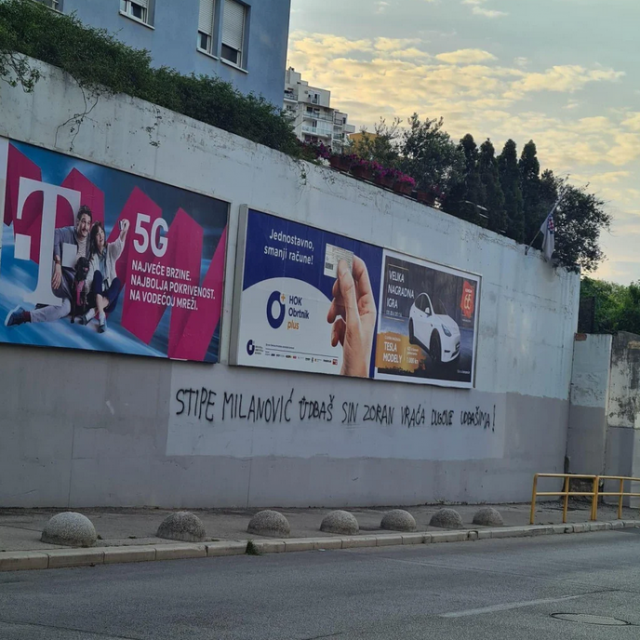 T
5G
NAJVEĆE BRZINE.
NAJBOLJA POKRIVENOST.
NA VODEĆOJ MREŽI.
Jednostavno,
smanji račune!
HOK
Obrtnik
plus
VELIKA
NAGRADNA
IGRA
MODEL Y
STIPE MILANOVIĆ UDBAŠ SIN ZORAN VRAĆA DUGOVE UDBAŠIMA!